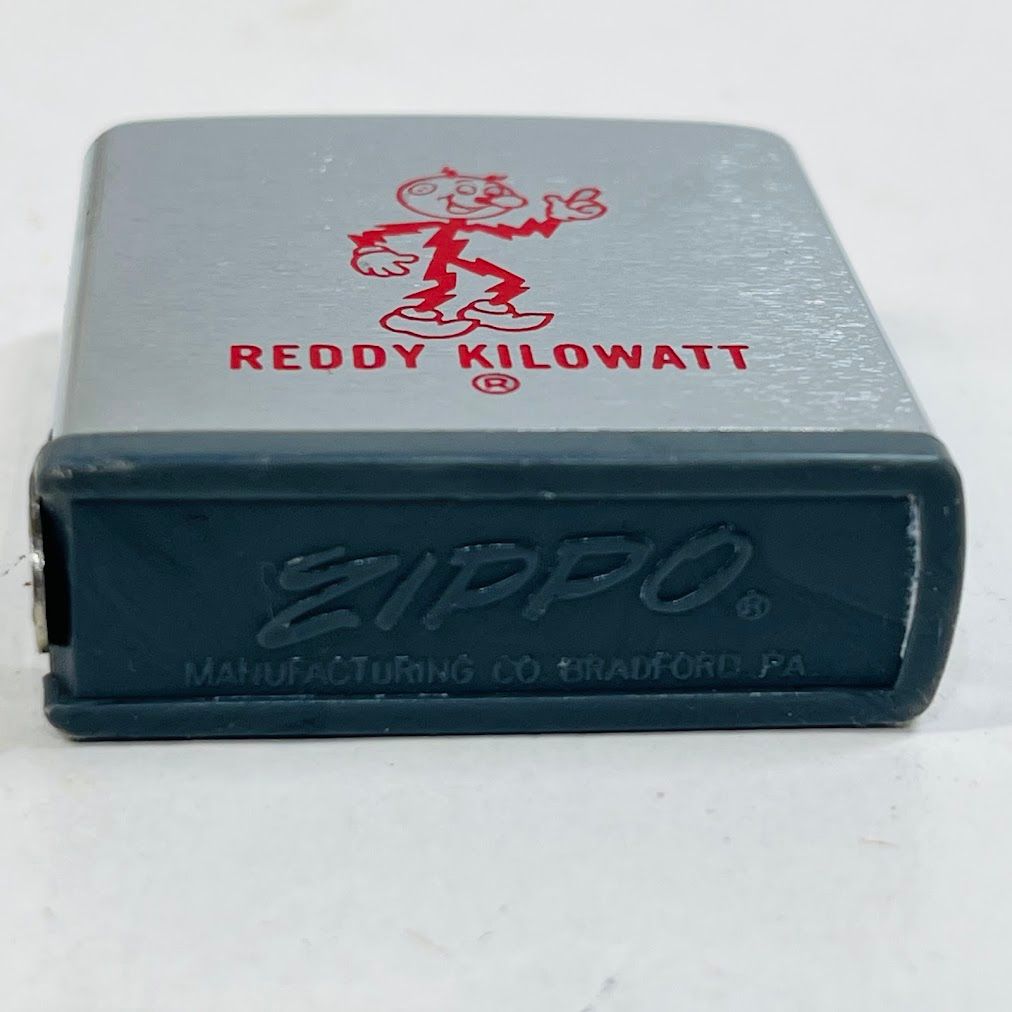 REDDY KILOWATT
®
ZIPPO ®
MANUFACTURING CO. BRADFORD. PA.